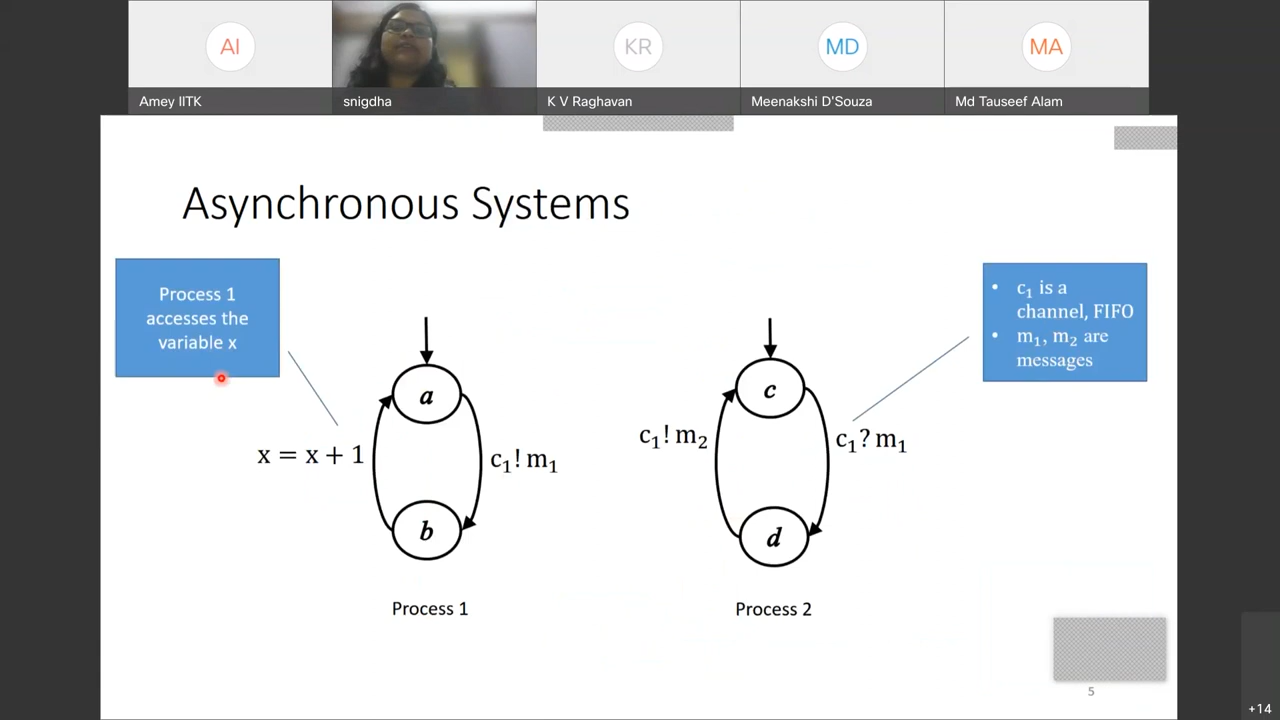 AI
KR
MD
MA
Amey IITK
snigdha
K V Raghavan
Meenakshi D'Souza
Md Tauseef Alam
Asynchronous Systems
Process 1
accesses the
variable x
• c₁ is a
channel, FIFO
• m₁, m₂ are
messages
a
c
x = x + 1
c₁! m₁
c₁! m₂
c₁? m₁
b
d
Process 1
Process 2
5
+14